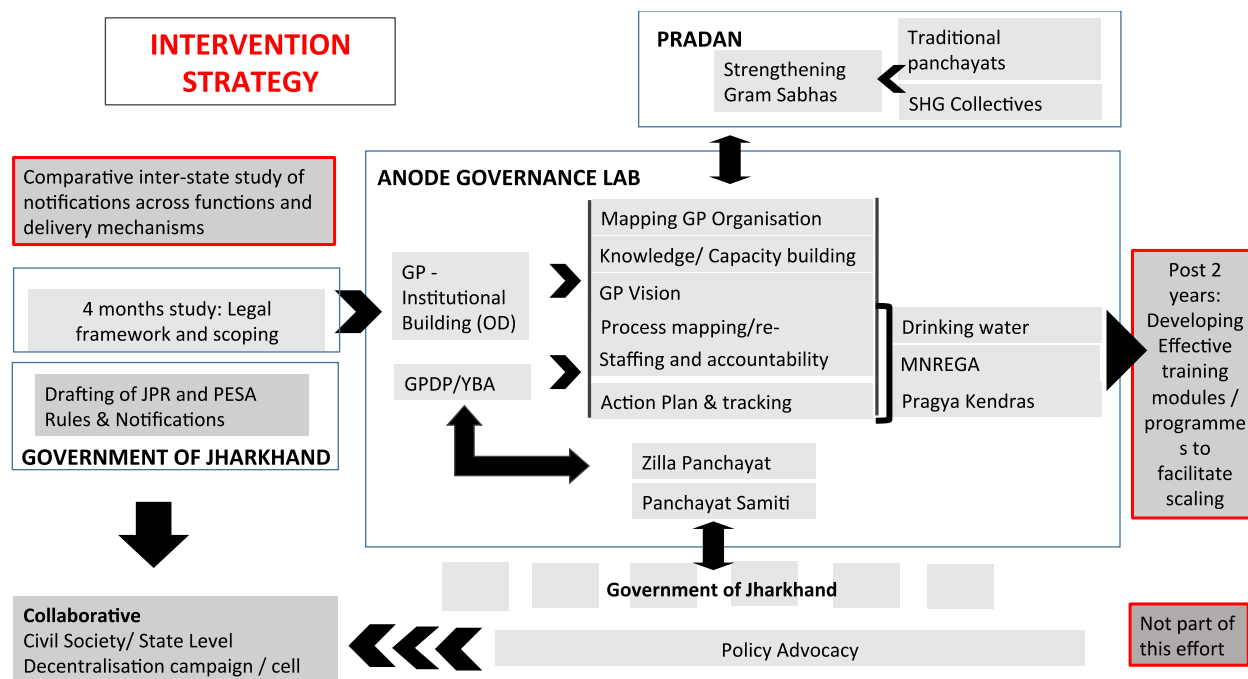 INTERVENTION
STRATEGY
PRADAN
Strengthening
Gram Sabhas
Traditional
panchayats
SHG Collectives
Comparative inter-state study of
notifications across functions and
delivery mechanisms
4 months study: Legal
framework and scoping
Drafting of JPR and PESA
Rules & Notifications
GOVERNMENT OF JHARKHAND
ANODE GOVERNANCE LAB
GP -
Institutional
Building (OD)
GPDP/YBA
Mapping GP Organisation
Knowledge/ Capacity building
GP Vision
Process mapping/re-
Staffing and accountability
Action Plan & tracking
Drinking water
MNREGA
Pragya Kendras
Zilla Panchayat
Panchayat Samiti
Post 2
years:
Developing
Effective
training
modules /
programme
s to
facilitate
scaling
Government of Jharkhand
Collaborative
Civil Society/ State Level
Decentralisation campaign / cell
Policy Advocacy
Not part of
this effort